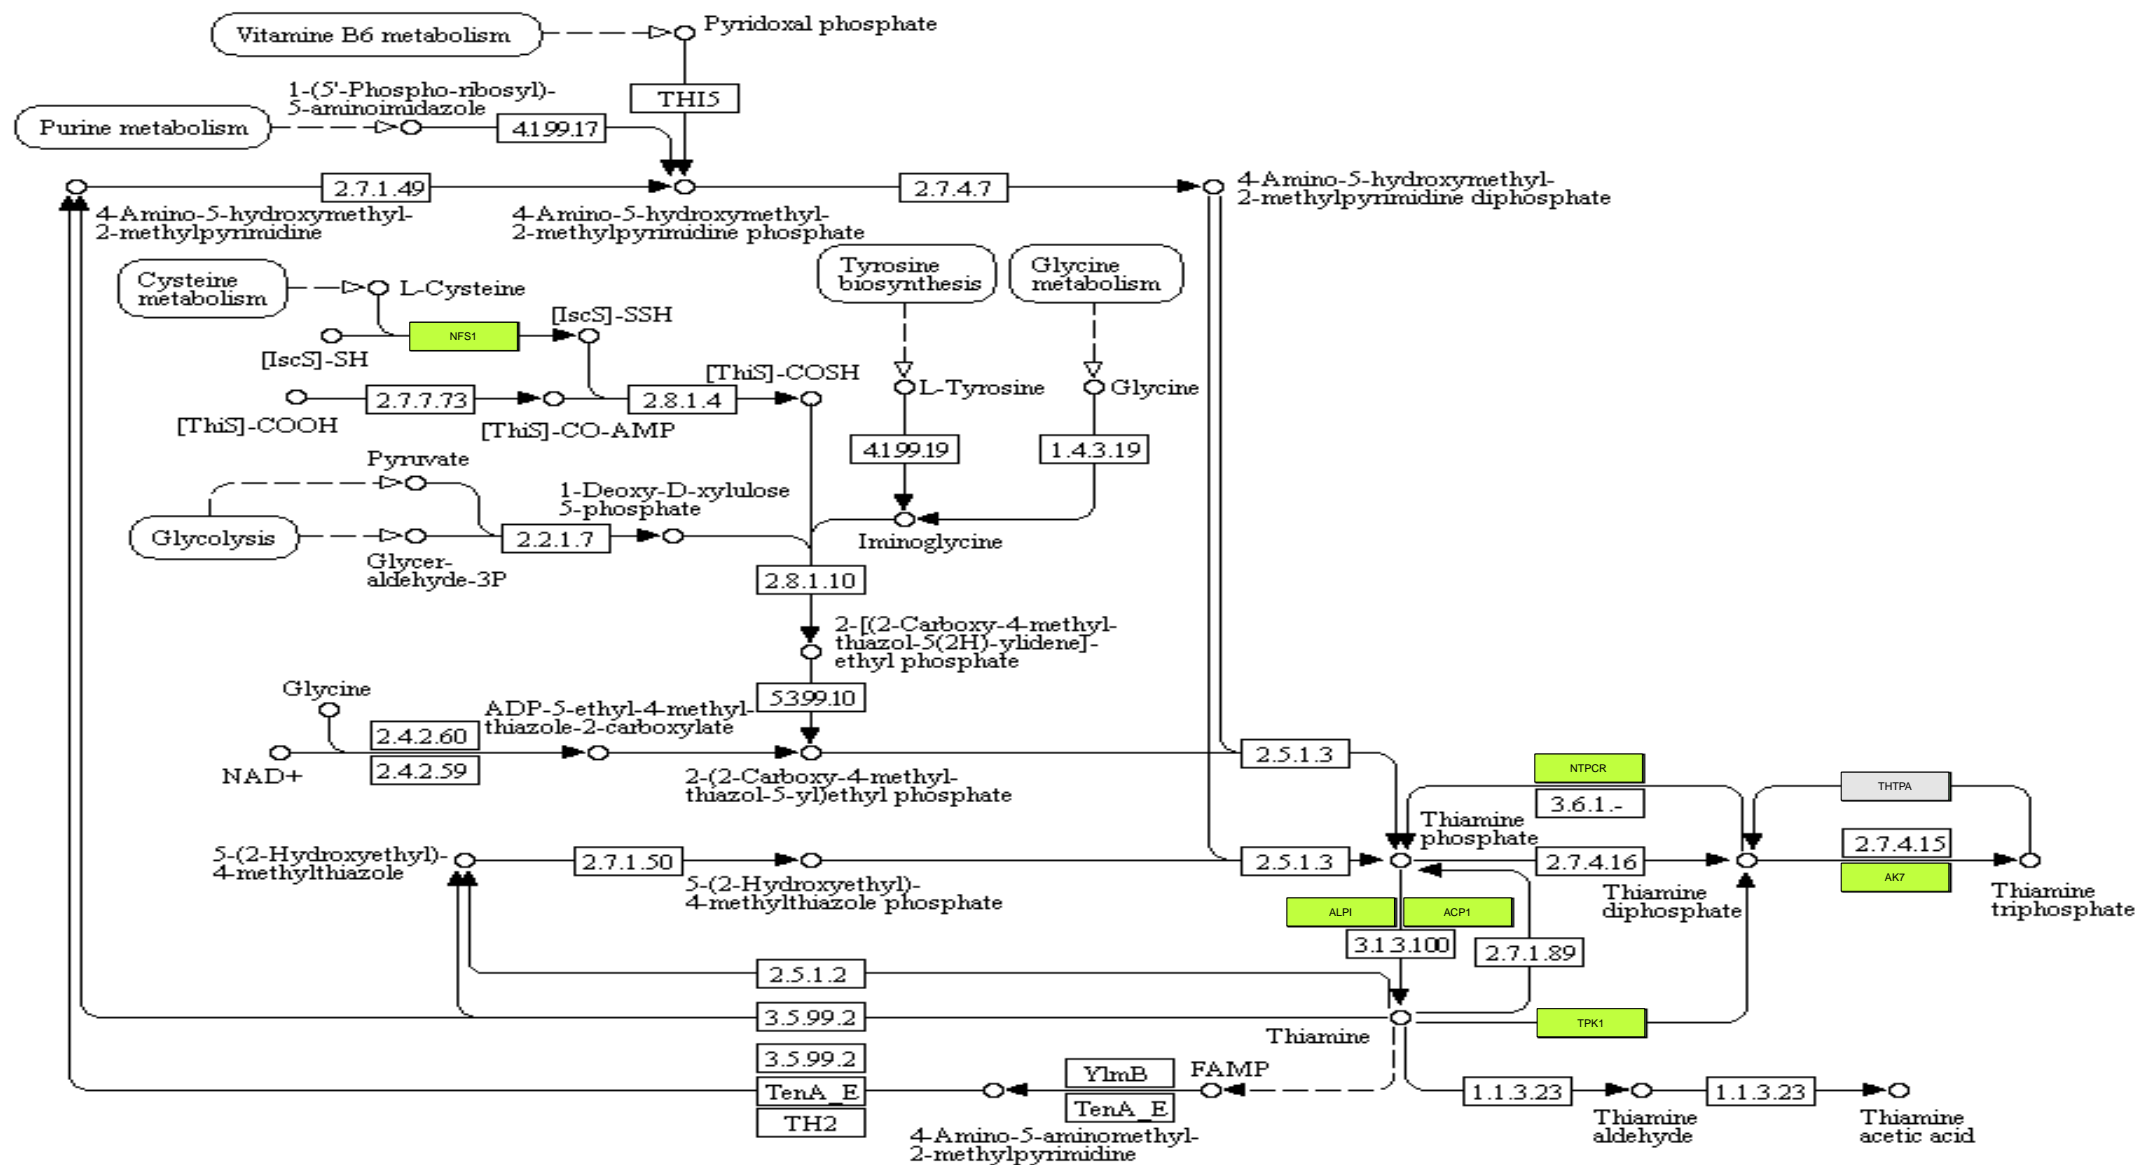 Vitamine B6 metabolism
Pyridoxal phosphate
1-(5'-Phospho-ribosyl)-
5-aminoimidazole
THI5
Purine metabolism
4.1.99.17
2.7.1.49
2.7.4.7
4-Amino-5-hydroxymethyl-
2-methylpyrimidine diphosphate
4-Amino-5-hydroxymethyl-
2-methylpyrimidine
4-Amino-5-hydroxymethyl-
2-methylpyrimidine phosphate
Cysteine
metabolism
L-Cysteine
Tyrosine
biosynthesis
Glycine
metabolism
[IscS]-SSH
NFS1
[IscS]-SH
[ThiS]-COSH
L-Tyrosine
Glycine
2.7.7.73
2.8.1.4
[ThiS]-COOH
[ThiS]-CO-AMP
4.1.99.19
1.4.3.19
Pyruvate
1-Deoxy-D-xylulose
5-phosphate
Glycolysis
2.2.1.7
Iminoglycine
Glycer-
aldehyde-3P
2.8.1.10
2-[(2-Carboxy-4-methyl-
thiazol-5(2H)-ylidene]-
ethyl phosphate
Glycine
5.3.99.10
ADP-5-ethyl-4-methyl-
thiazole-2-carboxylate
2.4.2.60
NAD+
2.4.2.59
2-(2-Carboxy-4-methyl-
thiazol-5-yl)ethyl phosphate
2.5.1.3
NTPCR
THTPA
3.6.1.-
Thiamine
phosphate
5-(2-Hydroxyethyl)-
4-methylthiazole
2.7.1.50
2.5.1.3
2.7.4.16
2.7.4.15
AK7
5-(2-Hydroxyethyl)-
4-methylthiazole phosphate
Thiamine
diphosphate
Thiamine
triphosphate
ALPI
ACP1
3.1.3.100
2.7.1.89
2.5.1.2
3.5.99.2
TPK1
Thiamine
3.5.99.2
TenA_E
TH2
YlmB
TenA_E
FAMP
1.1.3.23
1.1.3.23
4-Amino-5-aminomethyl-
2-methylpyrimidine
Thiamine
aldehyde
Thiamine
acetic acid